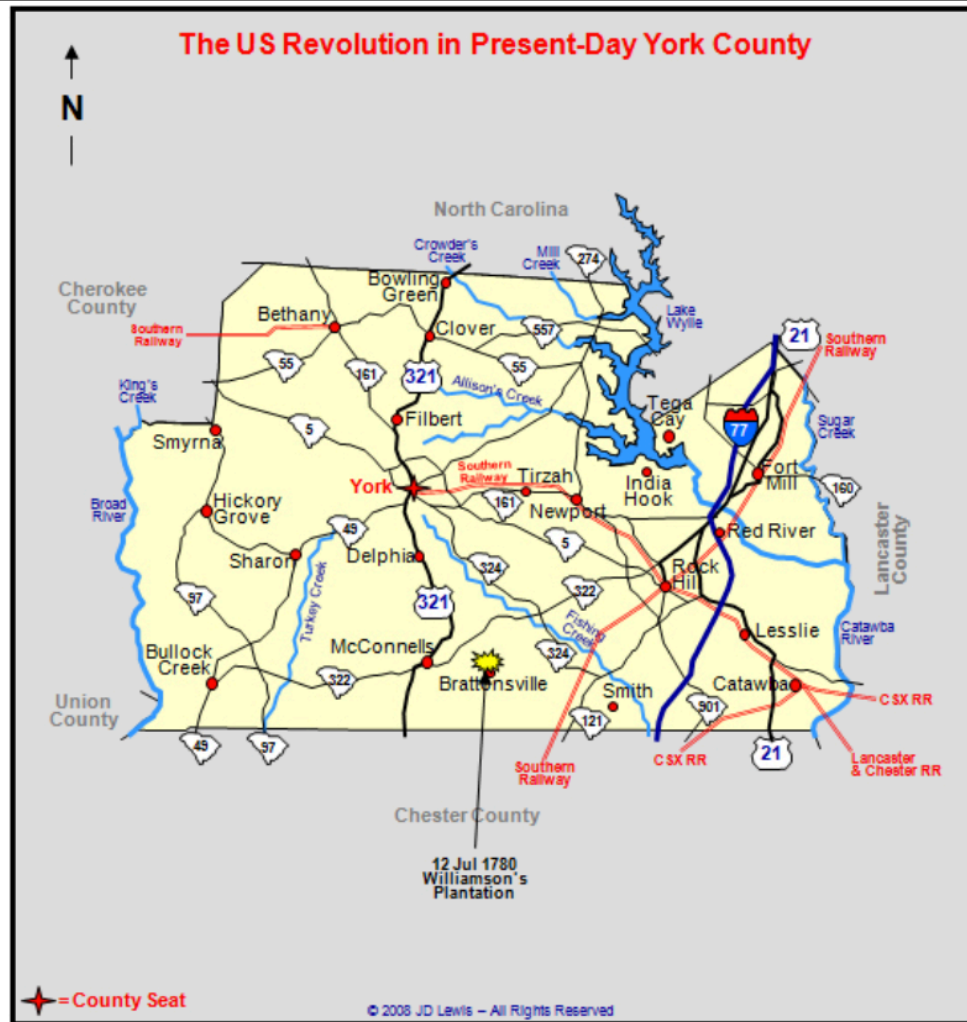 The US Revolution in Present-Day York County
N
North Carolina
Crowder's
Creek
Mill
Creek
274
Cherokee
County
Bowling
Green
Lake
Wylie
Bethany
Southern
Railway
Clover
557
21
Southern
Railway
55
161
321
55
King's
Creek
Allison's Creek
Filbert
Tega
Cay
77
Sugar
Creek
Smyrna
5
York
Southern
Railway
Tirzah
India
Hook
Fort
Mill
160
Broad
River
Hickory
Grove
161
Newport
49
Red River
Lancaster
County
Sharon
Delphia
5
324
Rock
Hill
Turkey Creek
97
321
322
Fishing
Creek
Lesslie
Catawba
River
Bullock
Creek
McConnells
324
322
Brattonsville
Smith
Catawba
Union
County
121
901
CSX RR
49
97
Southern
Railway
CSX RR
21
Lancaster
& Chester RR
Chester County
12 Jul 1780
Williamson's
Plantation
= County Seat
© 2008 JD Lewis – All Rights Reserved